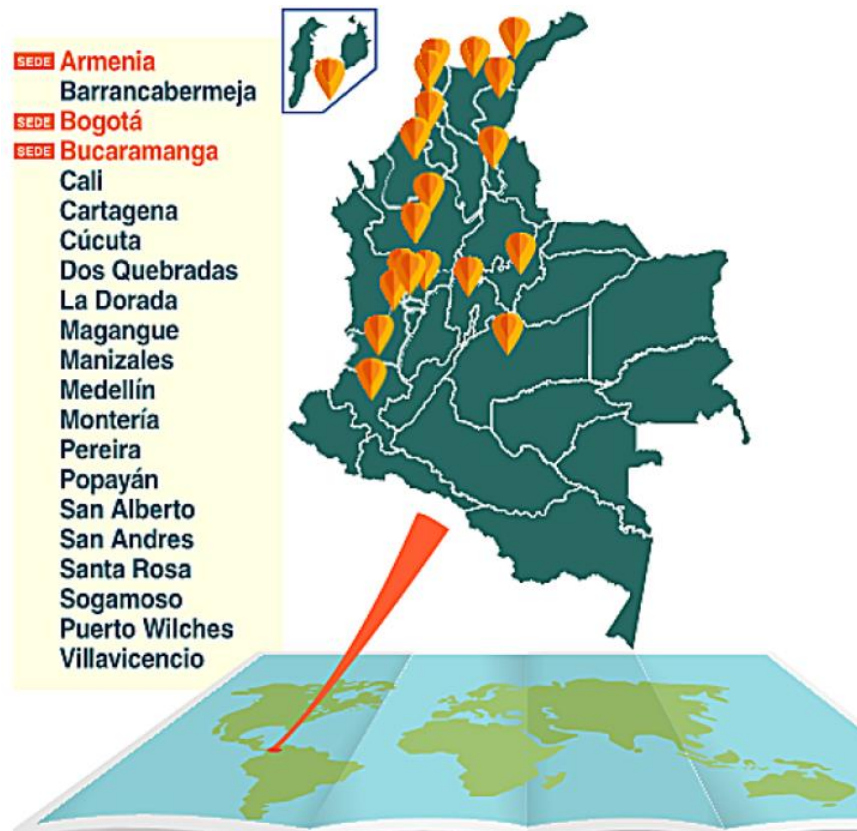 SEDE Armenia
Barrancabermeja
SEDE Bogotá
SEDE Bucaramanga
Cali
Cartagena
Cúcuta
Dos Quebradas
La Dorada
Magangue
Manizales
Medellín
Montería
Pereira
Popayán
San Alberto
San Andres
Santa Rosa
Sogamoso
Puerto Wilches
Villavicencio